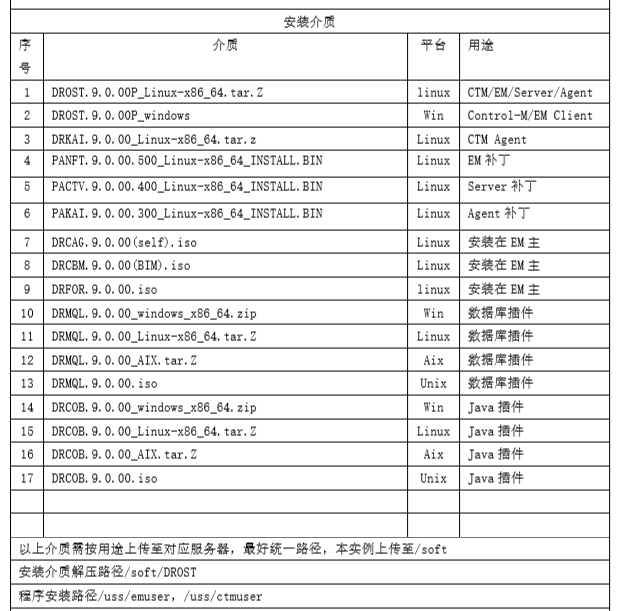 安装介质
序号 介质 平台 用途
1 DROST.9.0.00P_Linux-x86_64.tar.Z linux CTM/EM/Server/Agent
2 DROST.9.0.00P_windows Win Control-M/EM Client
3 DRKAI.9.0.00_Linux-x86_64.tar.z Linux CTM Agent
4 PANFT.9.0.00.500_Linux-x86_64_INSTALL.BIN Linux EM 补丁
5 PACTV.9.0.00.400_Linux-x86_64_INSTALL.BIN Linux Server 补丁
6 PAKAI.9.0.00.300_Linux-x86_64_INSTALL.BIN Linux Agent 补丁
7 DRCAG.9.0.00(self).iso Linux 安装在 EM 主
8 DRCBM.9.0.00(BIM).iso Linux 安装在 EM 主
9 DRFOR.9.0.00.iso linux 安装在 EM 主
10 DRMQL.9.0.00_windows_x86_64.zip Win 数据库插件
11 DRMQL.9.0.00_Linux-x86_64.tar.Z Linux 数据库插件
12 DRMQL.9.0.00_AIX.tar.Z Aix 数据库插件
13 DRMQL.9.0.00.iso Unix 数据库插件
14 DRCOB.9.0.00_windows_x86_64.zip Win Java 插件
15 DRCOB.9.0.00_Linux-x86_64.tar.Z Linux Java 插件
16 DRCOB.9.0.00_AIX.tar.Z Aix Java 插件
17 DRCOB.9.0.00.iso Unix Java 插件
以上介质需按用途上传至对应服务器，最好统一路径，本实例上传至/soft
安装介质解压路径/soft/DROST
程序安装路径/uss/emuser，/uss/ctmuser